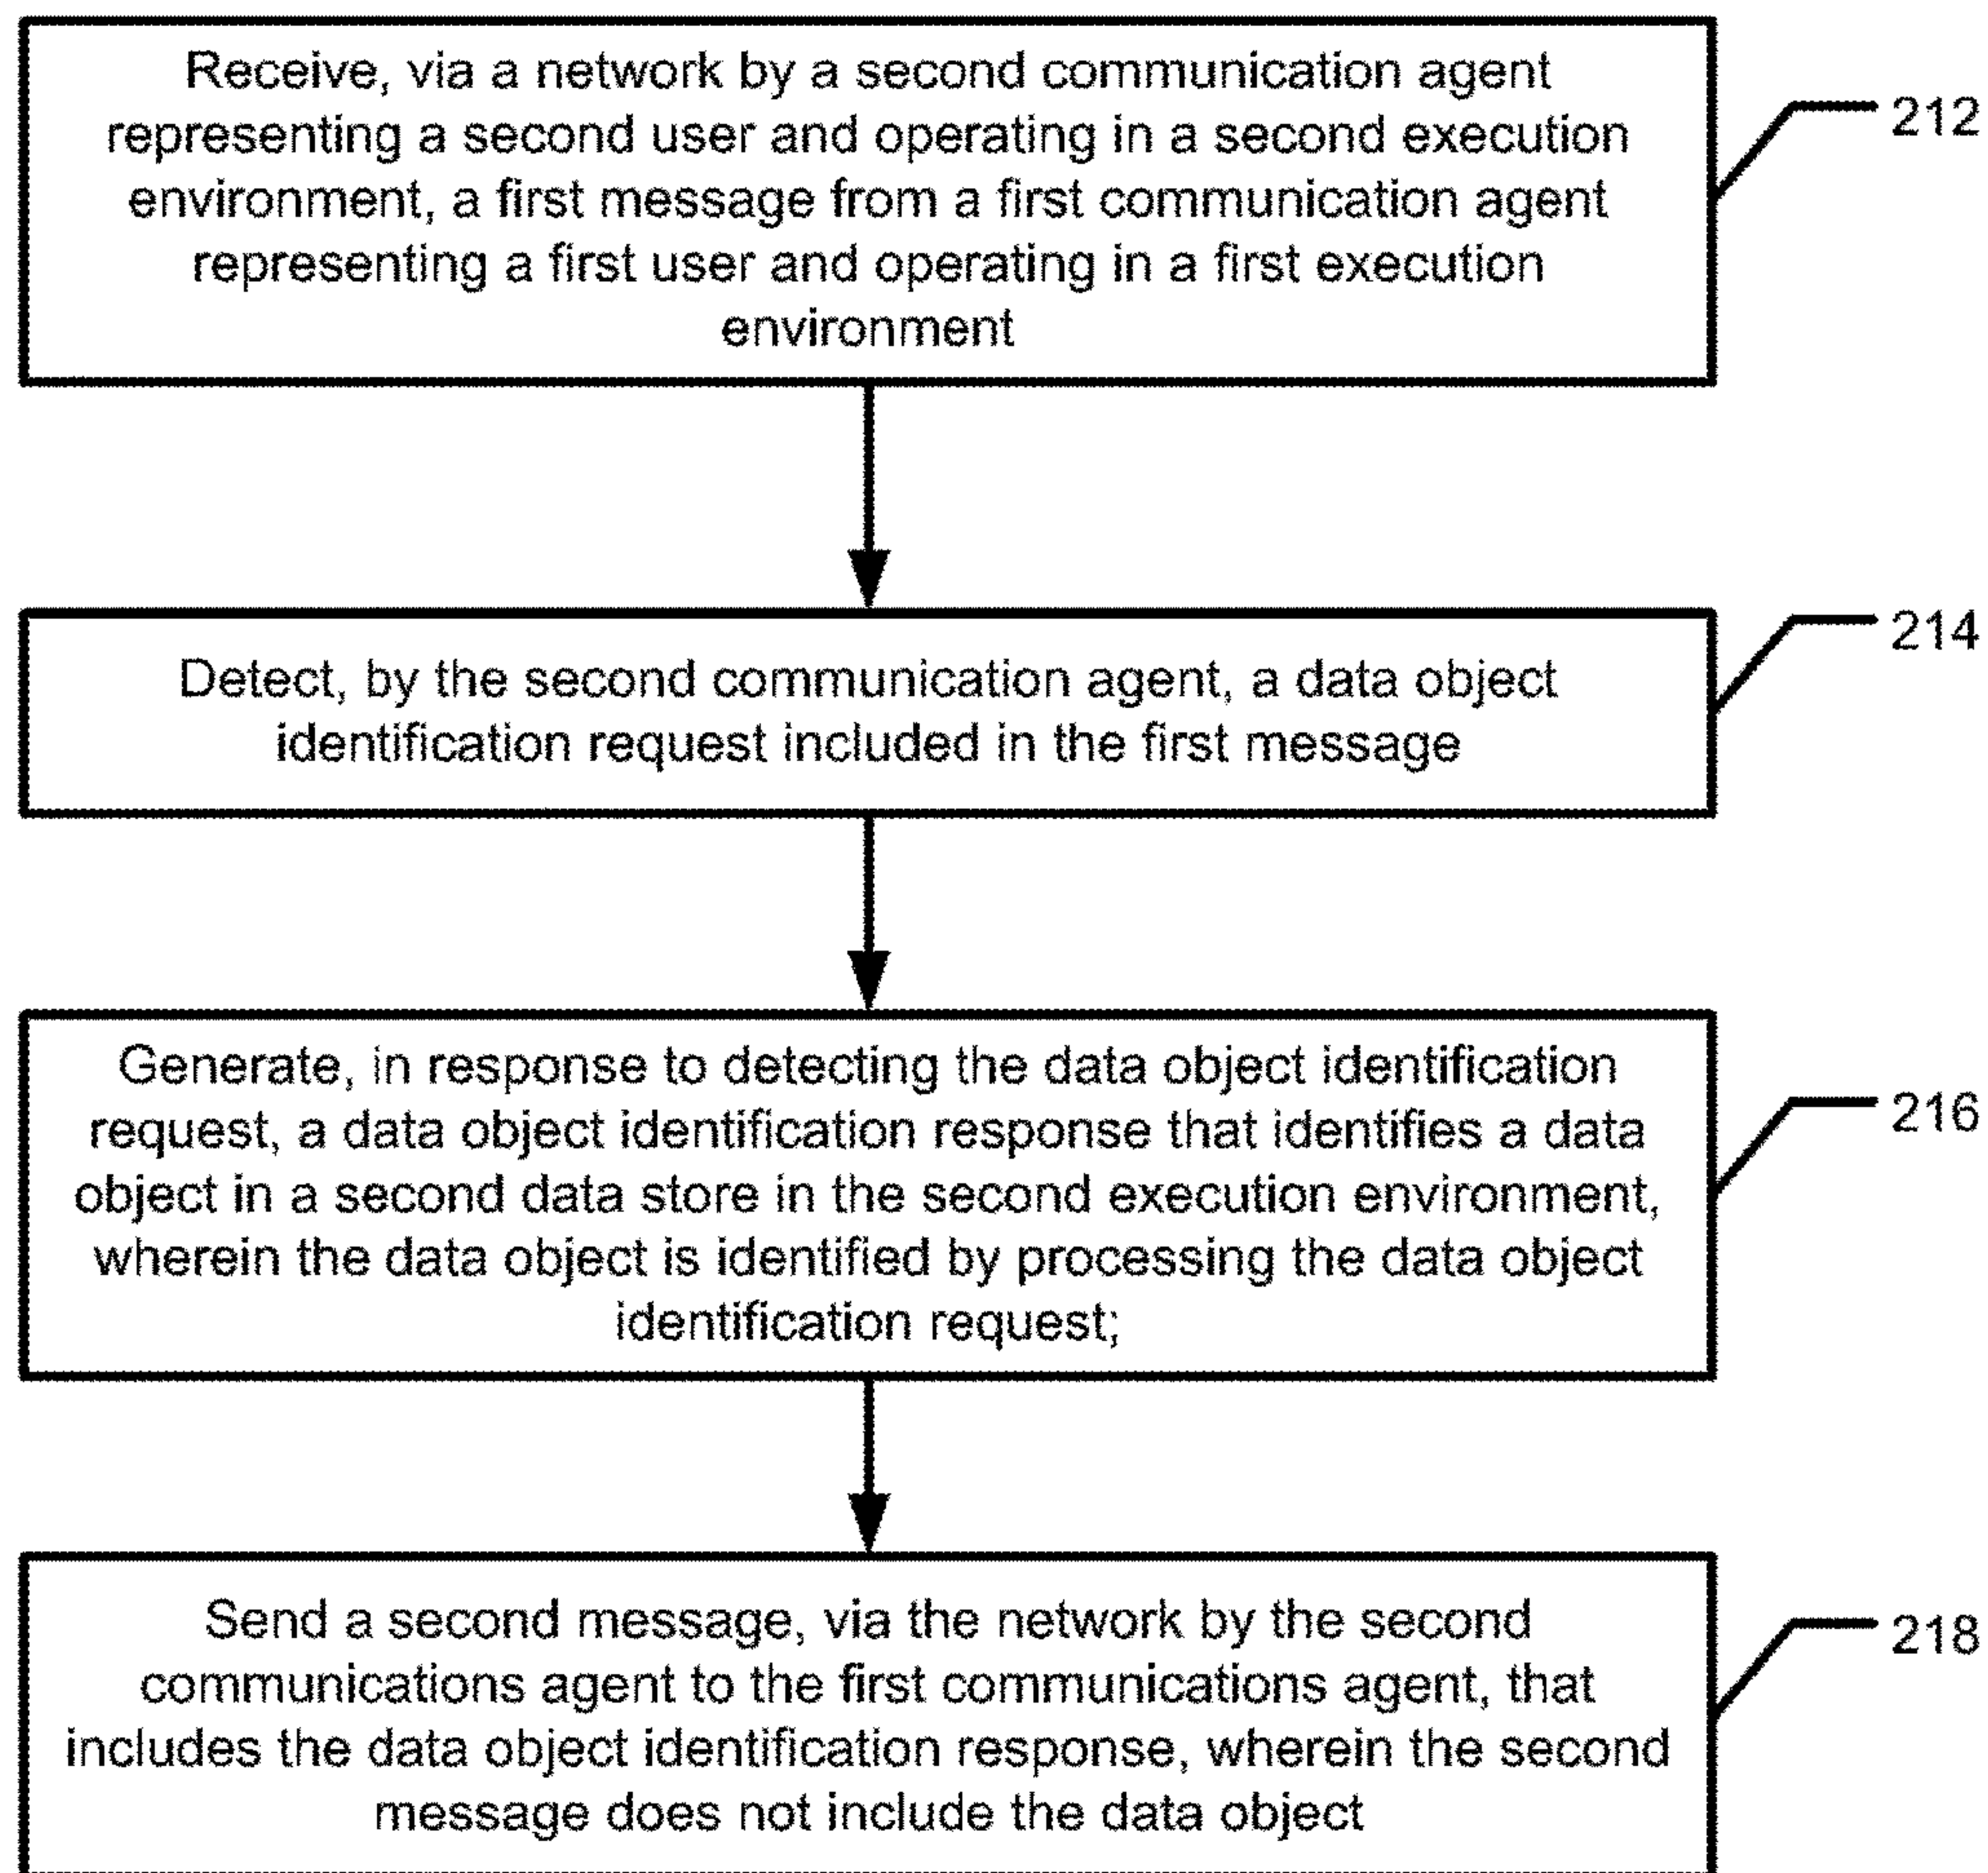 Receive, via a network by a second communication agent
representing a second user and operating in a second execution
environment, a first message from a first communication agent
representing a first user and operating in a first execution
environment
212
Detect, by the second communication agent, a data object
identification request included in the first message
214
Generate, in response to detecting the data object identification
request, a data object identification response that identifies a data
object in a second data store in the second execution environment,
wherein the data object is identified by processing the data object
identification request;
216
Send a second message, via the network by the second
communications agent to the first communications agent, that
includes the data object identification response, wherein the second
message does not include the data object
218